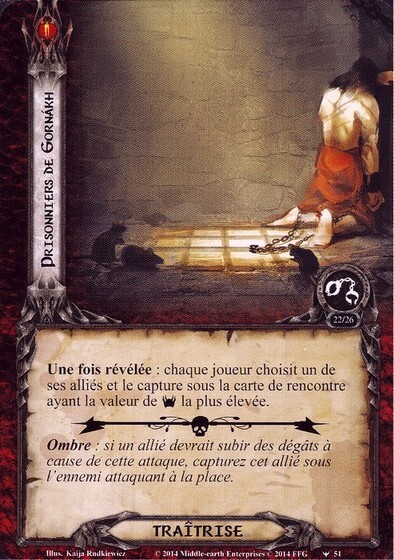 PRISONNIERS DE GORNÁKH
22/26
Une fois révélée : chaque joueur choisit un de
ses alliés et le capture sous la carte de rencontre
ayant la valeur de la plus élevée.
Ombre : si un allié devrait subir des dégâts à
cause de cette attaque, capturez cet allié sous
l'ennemi attaquant à la place.
TRAÎTRISE
Illus. Kaija Rudkiewicz © 2014 Middle-earth Enterprises © 2014 FFG 51